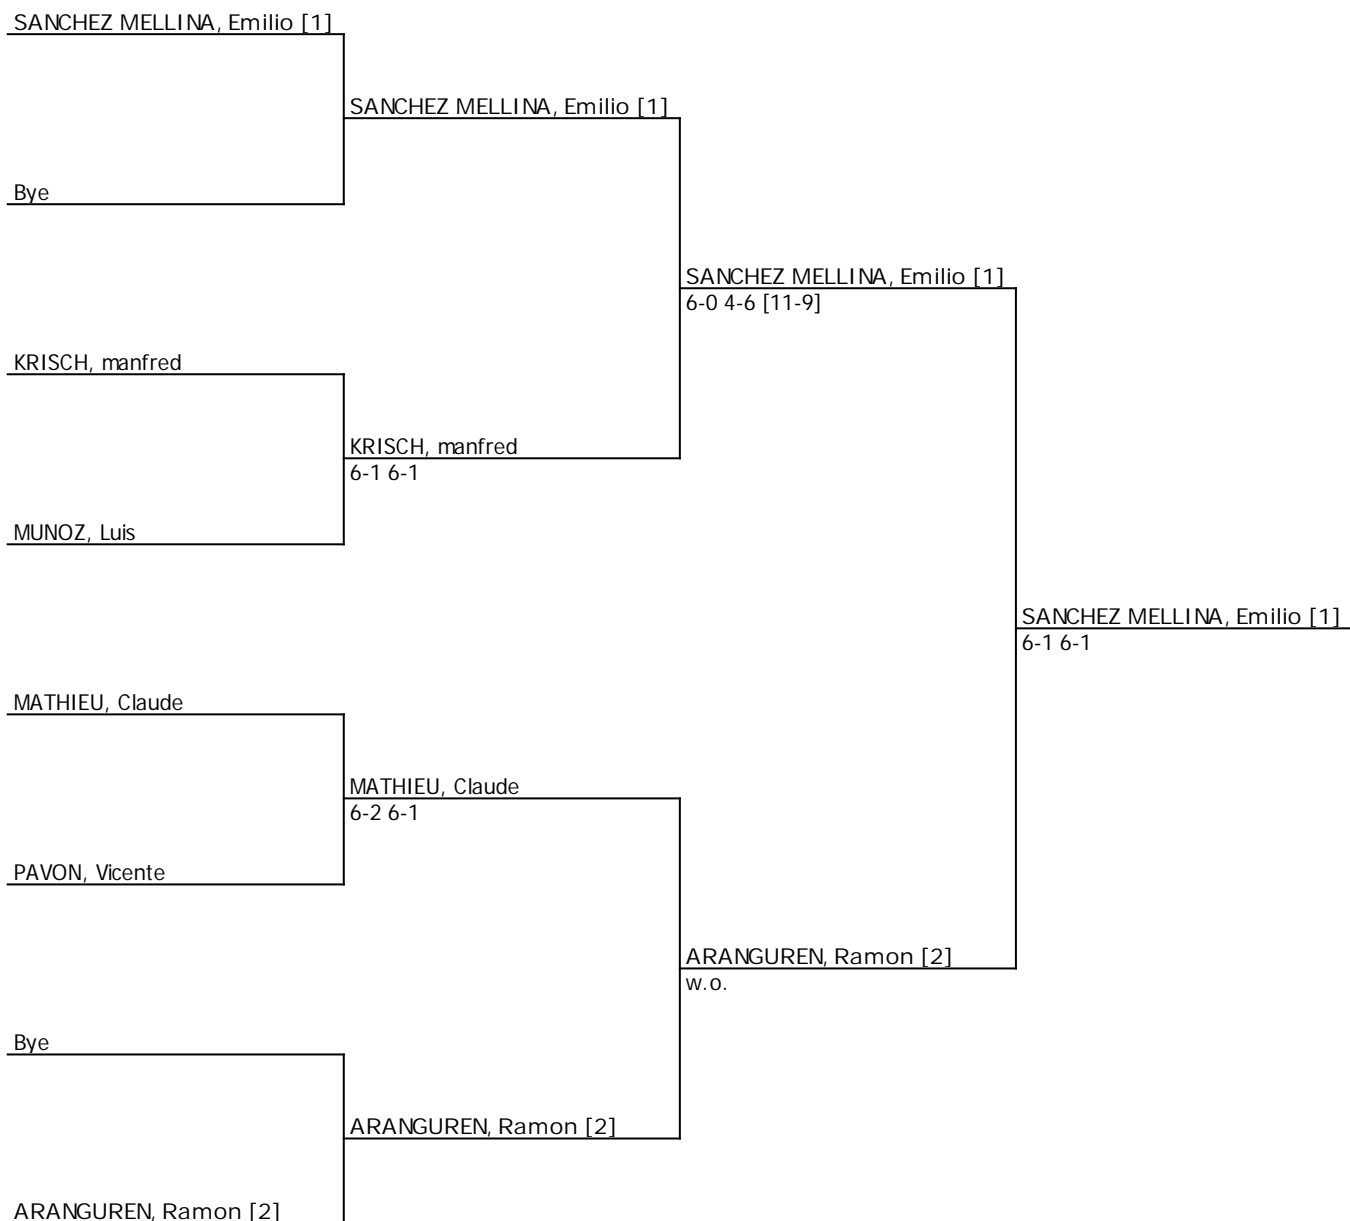 SANCHEZ MELLINA, Emilio [1]
SANCHEZ MELLINA, Emilio [1]
Bye
SANCHEZ MELLINA, Emilio [1]
6-0 4-6 [11-9]
KRISCH, manfred
KRISCH, manfred
6-1 6-1
MUNOZ, Luis
SANCHEZ MELLINA, Emilio [1]
6-1 6-1
MATHIEU, Claude
MATHIEU, Claude
6-2 6-1
PAVON, Vicente
ARANGUREN, Ramon [2]
w.o.
Bye
ARANGUREN, Ramon [2]
ARANGUREN, Ramon [2]